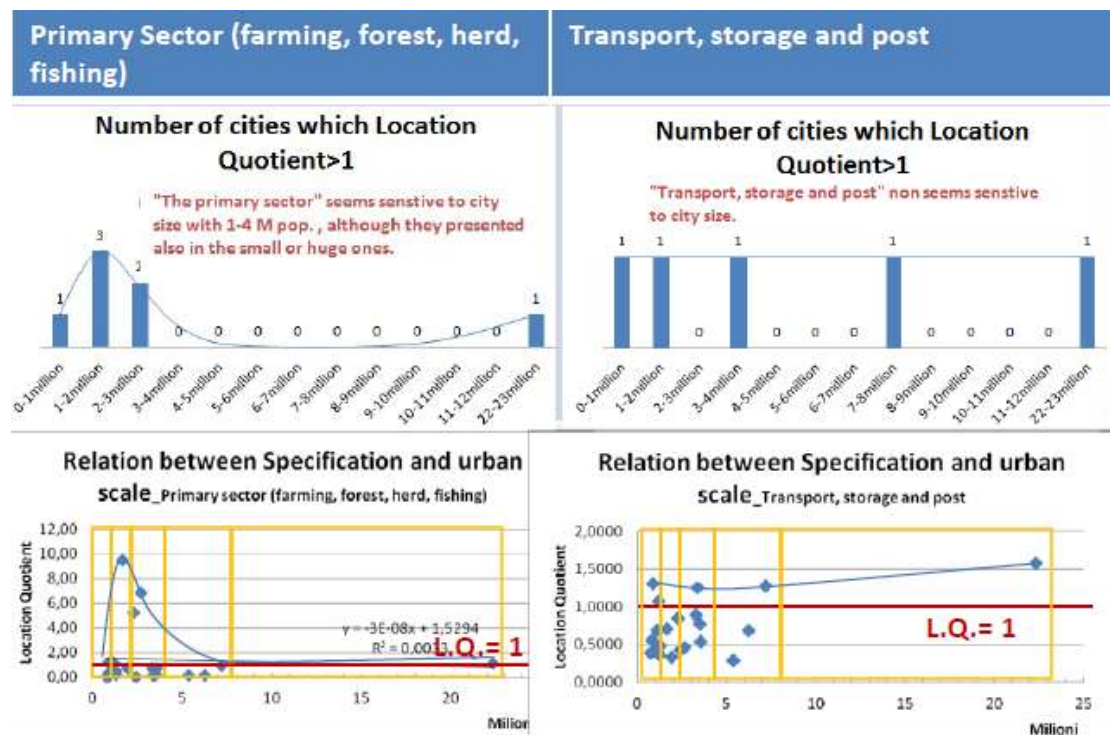 Primary Sector (farming, forest, herd,
fishing)
Transport, storage and post
Number of cities which Location
Quotient>1
"The primary sector" seems senstive to city
size with 1-4 M pop. , although they presented
also in the small or huge ones.
1
3
2
0
0
0
0
0
0
0
0
0
1
0-1million
1-2million
2-3million
3-4million
4-5million
5-6million
6-7million
7-8million
8-9million
9-10million
10-11million
11-12million
22-23million
Number of cities which Location
Quotient>1
"Transport, storage and post" non seems senstive
to city size.
1
1
0
1
0
0
0
1
0
0
0
0
1
0-1million
1-2million
2-3million
3-4million
4-5million
5-6million
6-7million
7-8million
8-9million
9-10million
10-11million
11-12million
22-23million
Relation between Specification and urban
scale_Primary sector (farming, forest, herd, fishing)
Location Quotient
12,00
10,00
8,00
6,00
4,00
2,00
0,00
y = -3E-08x + 1,5294
R² =
L.Q.= 1
0
5
10
15
20
Milion
Relation between Specification and urban
scale_Transport, storage and post
Location Quotient
2,0000
1,5000
1,0000
0,5000
0,0000
L.Q.= 1
0
5
10
15
20
25
Milioni